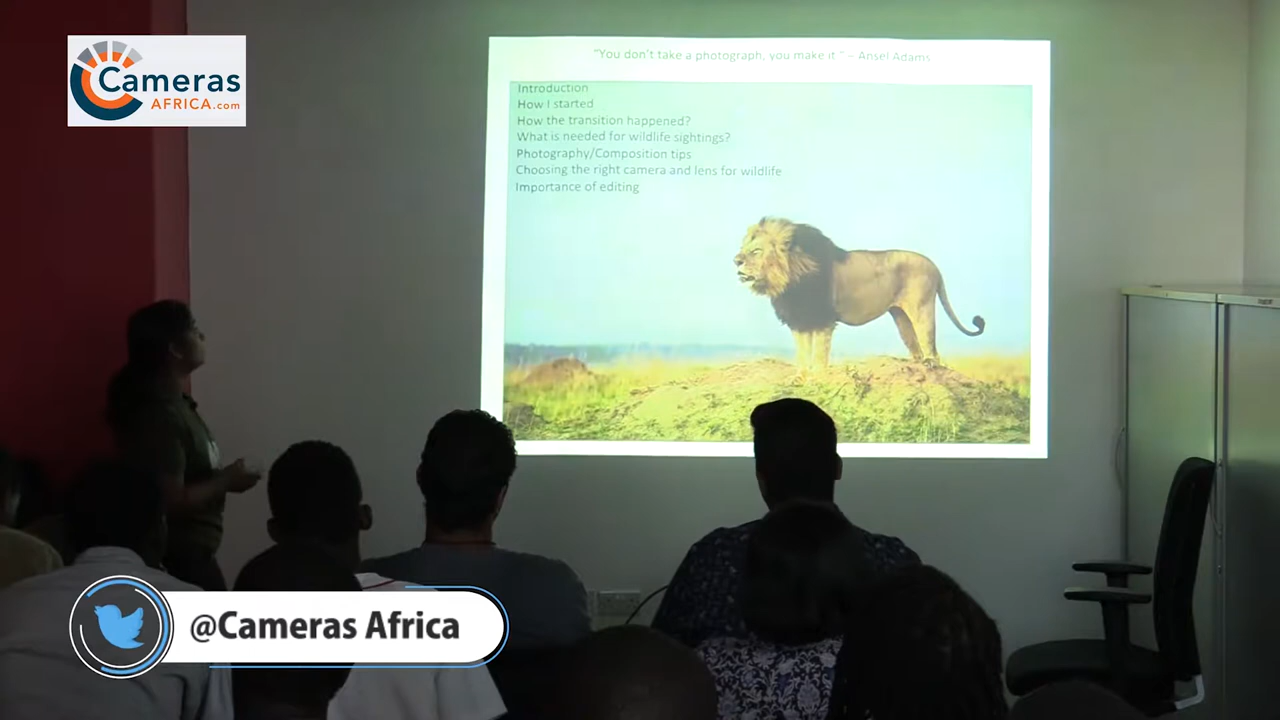 Cameras
AFRICA.com
"You don't take a photograph, you make it." – Ansel Adams
Introduction
How I started
How the transition happened?
What is needed for wildlife sightings?
Photography/Composition tips
Choosing the right camera and lens for wildlife
Importance of editing
@Cameras Africa